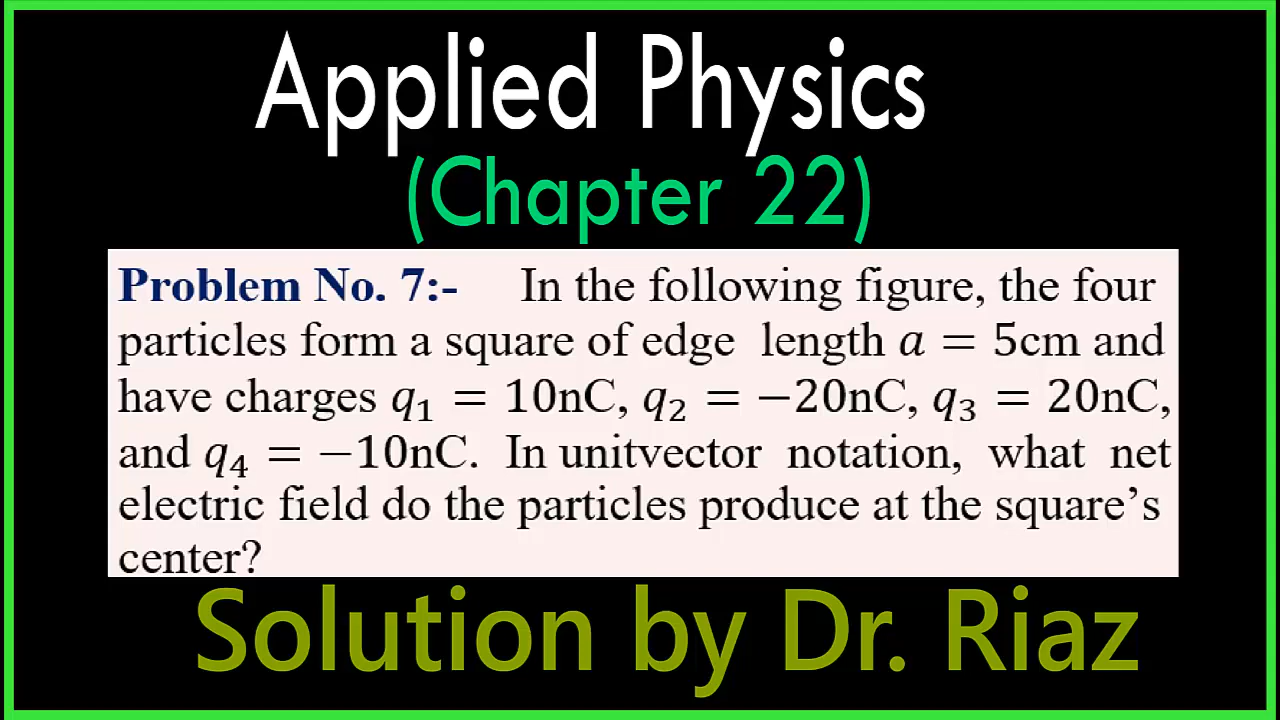 Applied Physics
(Chapter 22)
Problem No. 7:- In the following figure, the four
particles form a square of edge length a = 5cm and
have charges q₁ = 10nC, q₂ = −20nC, q₃ = 20nC,
and q₄ = −10nC. In unitvector notation, what net
electric field do the particles produce at the square’s
center?
Solution by Dr. Riaz